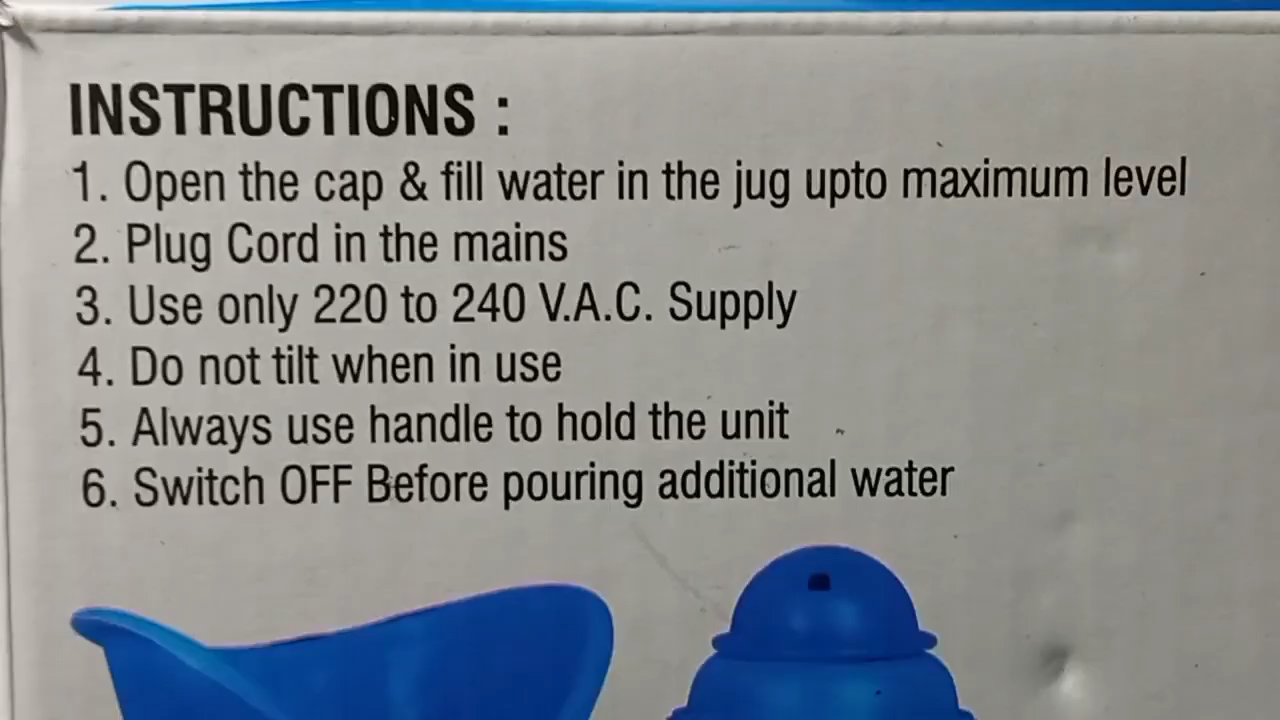 INSTRUCTIONS :
1. Open the cap & fill water in the jug upto maximum level
2. Plug Cord in the mains
3. Use only 220 to 240 V.A.C. Supply
4. Do not tilt when in use
5. Always use handle to hold the unit
6. Switch OFF Before pouring additional water